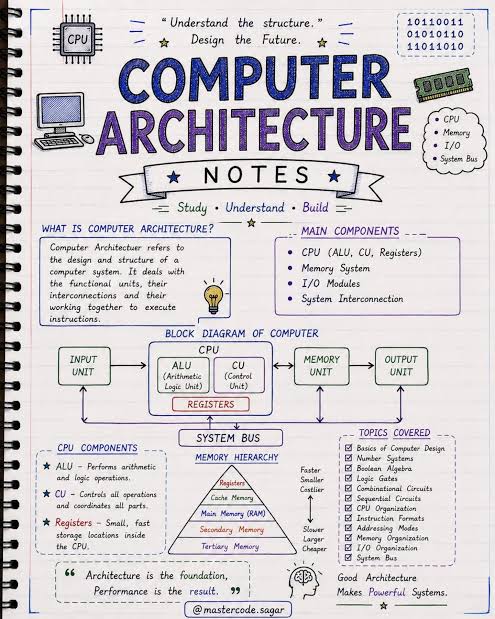 CPU
" Understand the structure. "
Design the Future.
10110011
01010110
11011010
COMPUTER
ARCHITECTURE
NOTES
• CPU
• Memory
• I/O
• System Bus
Study • Understand • Build
WHAT IS COMPUTER ARCHITECTURE?
Computer Architectuer refers to
the design and structure of a
computer system. It deals with
the functional units, their
interconnections and their
working together to execute
instructions.
MAIN COMPONENTS
• CPU (ALU, CU, Registers)
• Memory System
• I/O Modules
• System Interconnection
BLOCK DIAGRAM OF COMPUTER
INPUT
UNIT
CPU
ALU
(Arithmetic
Logic Unit)
CU
(Control
Unit)
REGISTERS
MEMORY
UNIT
OUTPUT
UNIT
SYSTEM BUS
CPU COMPONENTS
ALU - Performs arithmetic
and logic operations.
CU - Controls all operations
and coordinates all parts.
Registers - Small, fast
storage locations inside
the CPU.
MEMORY HIERARCHY
Registers
Cache Memory
Main Memory (RAM)
Secondary Memory
Tertiary Memory
Faster
Smaller
Costlier
Slower
Larger
Cheaper
TOPICS COVERED
Basics of Computer Design
Number Systems
Boolean Algebra
Logic Gates
Combinational Circuits
Sequential Circuits
CPU Organization
Instruction Formats
Addressing Modes
Memory Organization
I/O Organization
System Bus
" Architecture is the foundation,
Performance is the result. "
Good Architecture
Makes Powerful Systems.
@mastercode.sagar